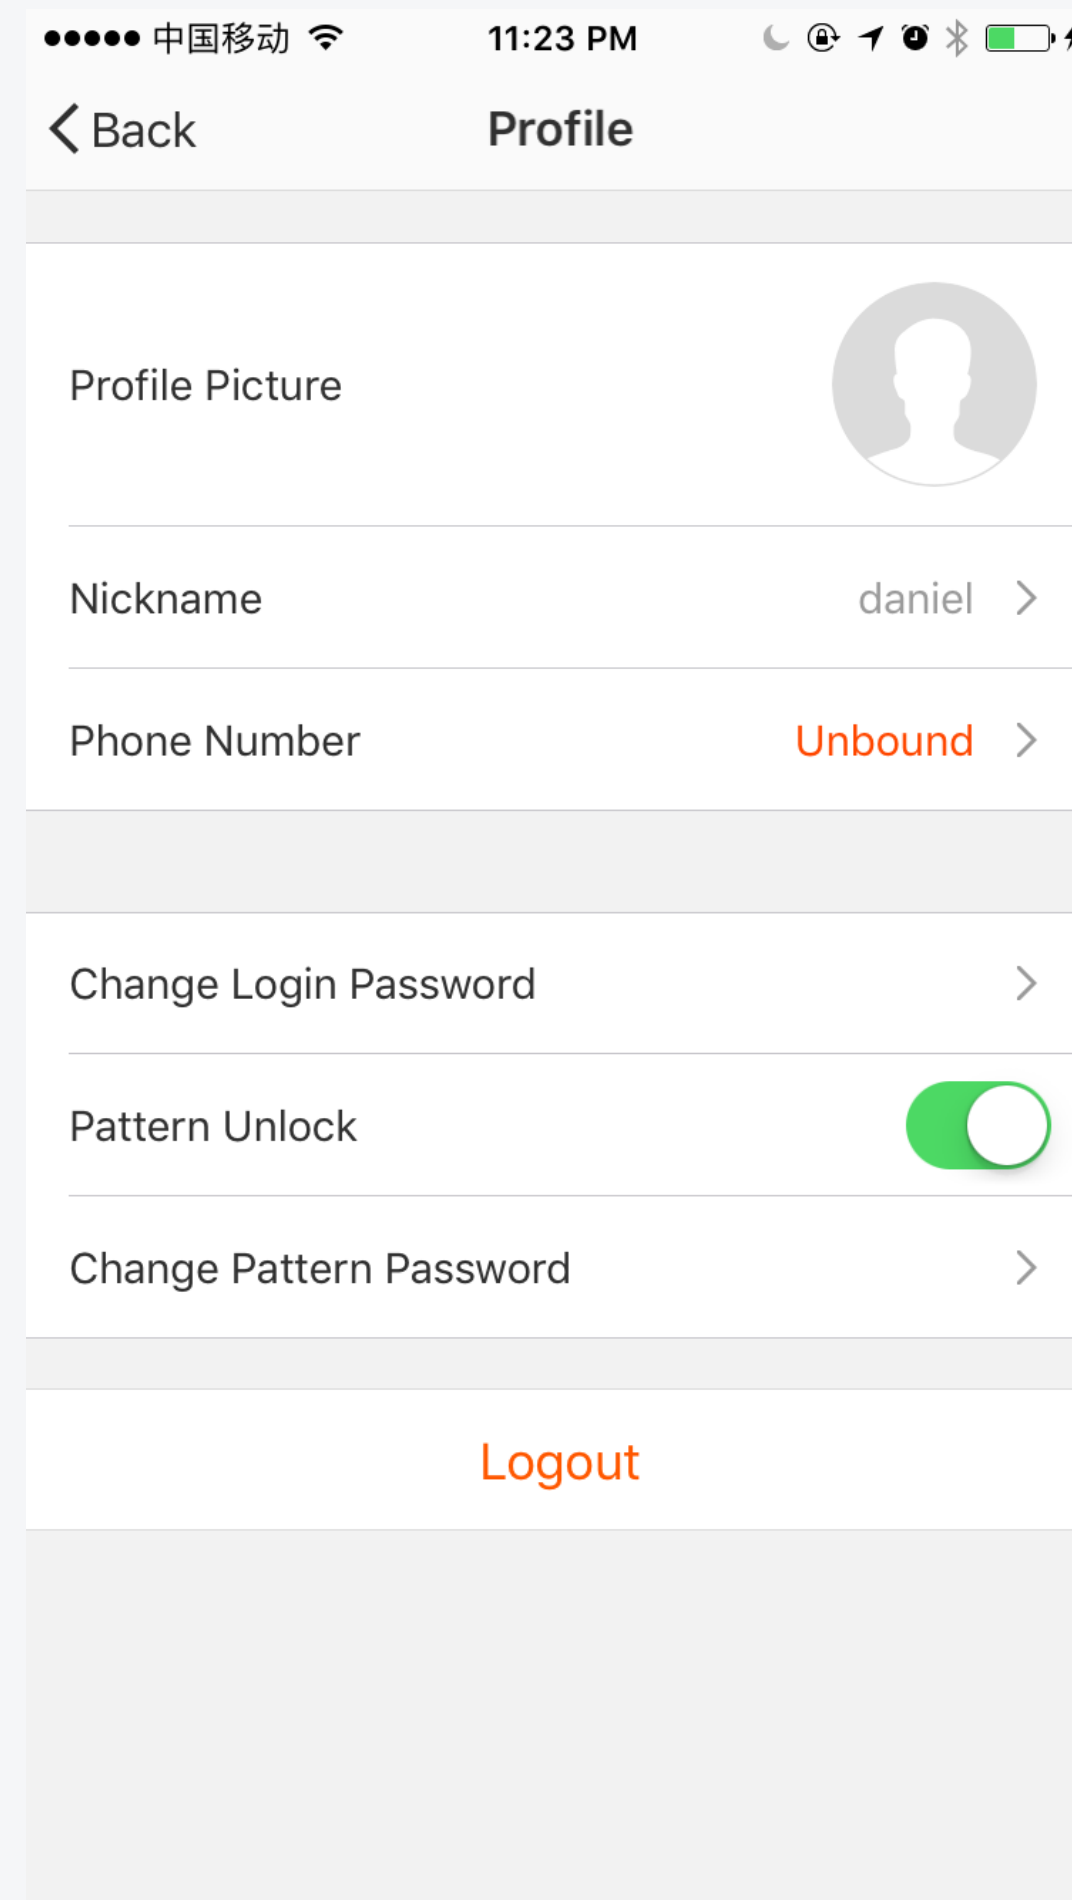 中国移动 11:23 PM
Back Profile
Profile Picture
Nickname daniel
Phone Number Unbound
Change Login Password
Pattern Unlock
Change Pattern Password
Logout